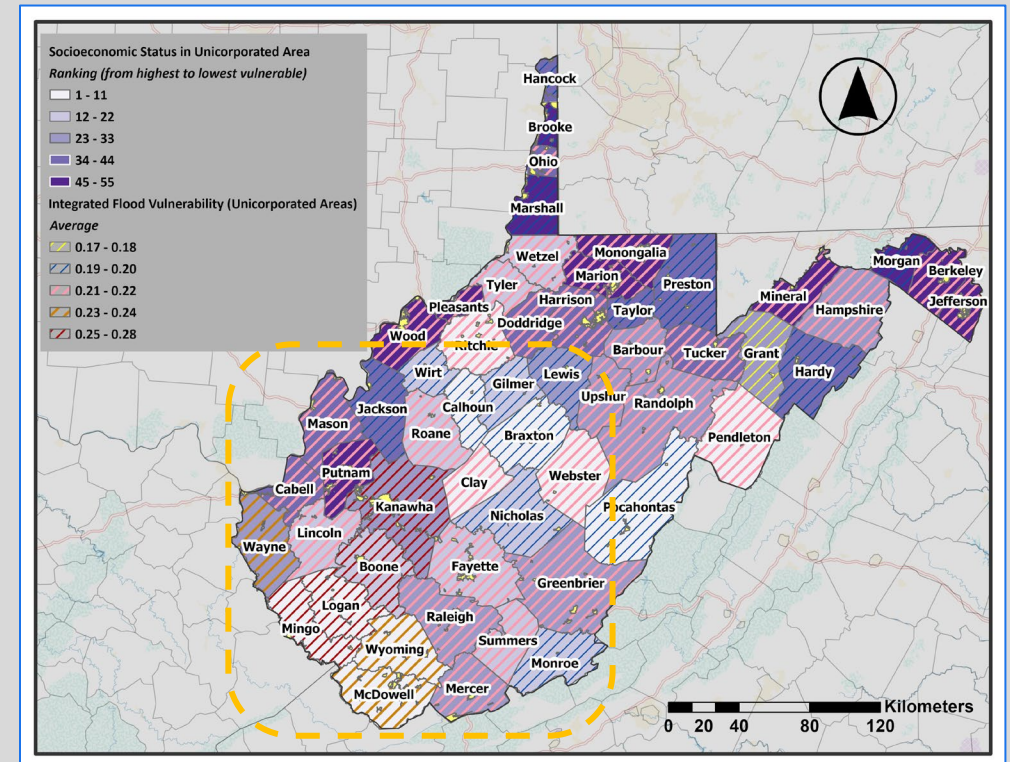 Socioeconomic Status in Unicorporated Area
Ranking (from highest to lowest vulnerable)
1 - 11
12 - 22
23 - 33
34 - 44
45 - 55
Integrated Flood Vulnerability (Unicorporated Areas)
Average
0.17 - 0.18
0.19 - 0.20
0.21 - 0.22
0.23 - 0.24
0.25 - 0.28
Hancock
Brooke
Ohio
Marshall
Wetzel
Monongalia
Marion
Preston
Morgan
Berkeley
Jefferson
Mineral
Hampshire
Tyler
Pleasants
Harrison
Doddridge
Taylor
Wood
Ritchie
Barbour
Tucker
Grant
Hardy
Wirt
Gilmer
Lewis
Upshur
Randolph
Calhoun
Jackson
Mason
Roane
Braxton
Pendleton
Putnam
Cabell
Clay
Webster
Kanawha
Nicholas
Pocahontas
Lincoln
Wayne
Boone
Fayette
Greenbrier
Logan
Mingo
Raleigh
Wyoming
Summers
Monroe
McDowell
Mercer
Kilometers
0 20 40 80 120